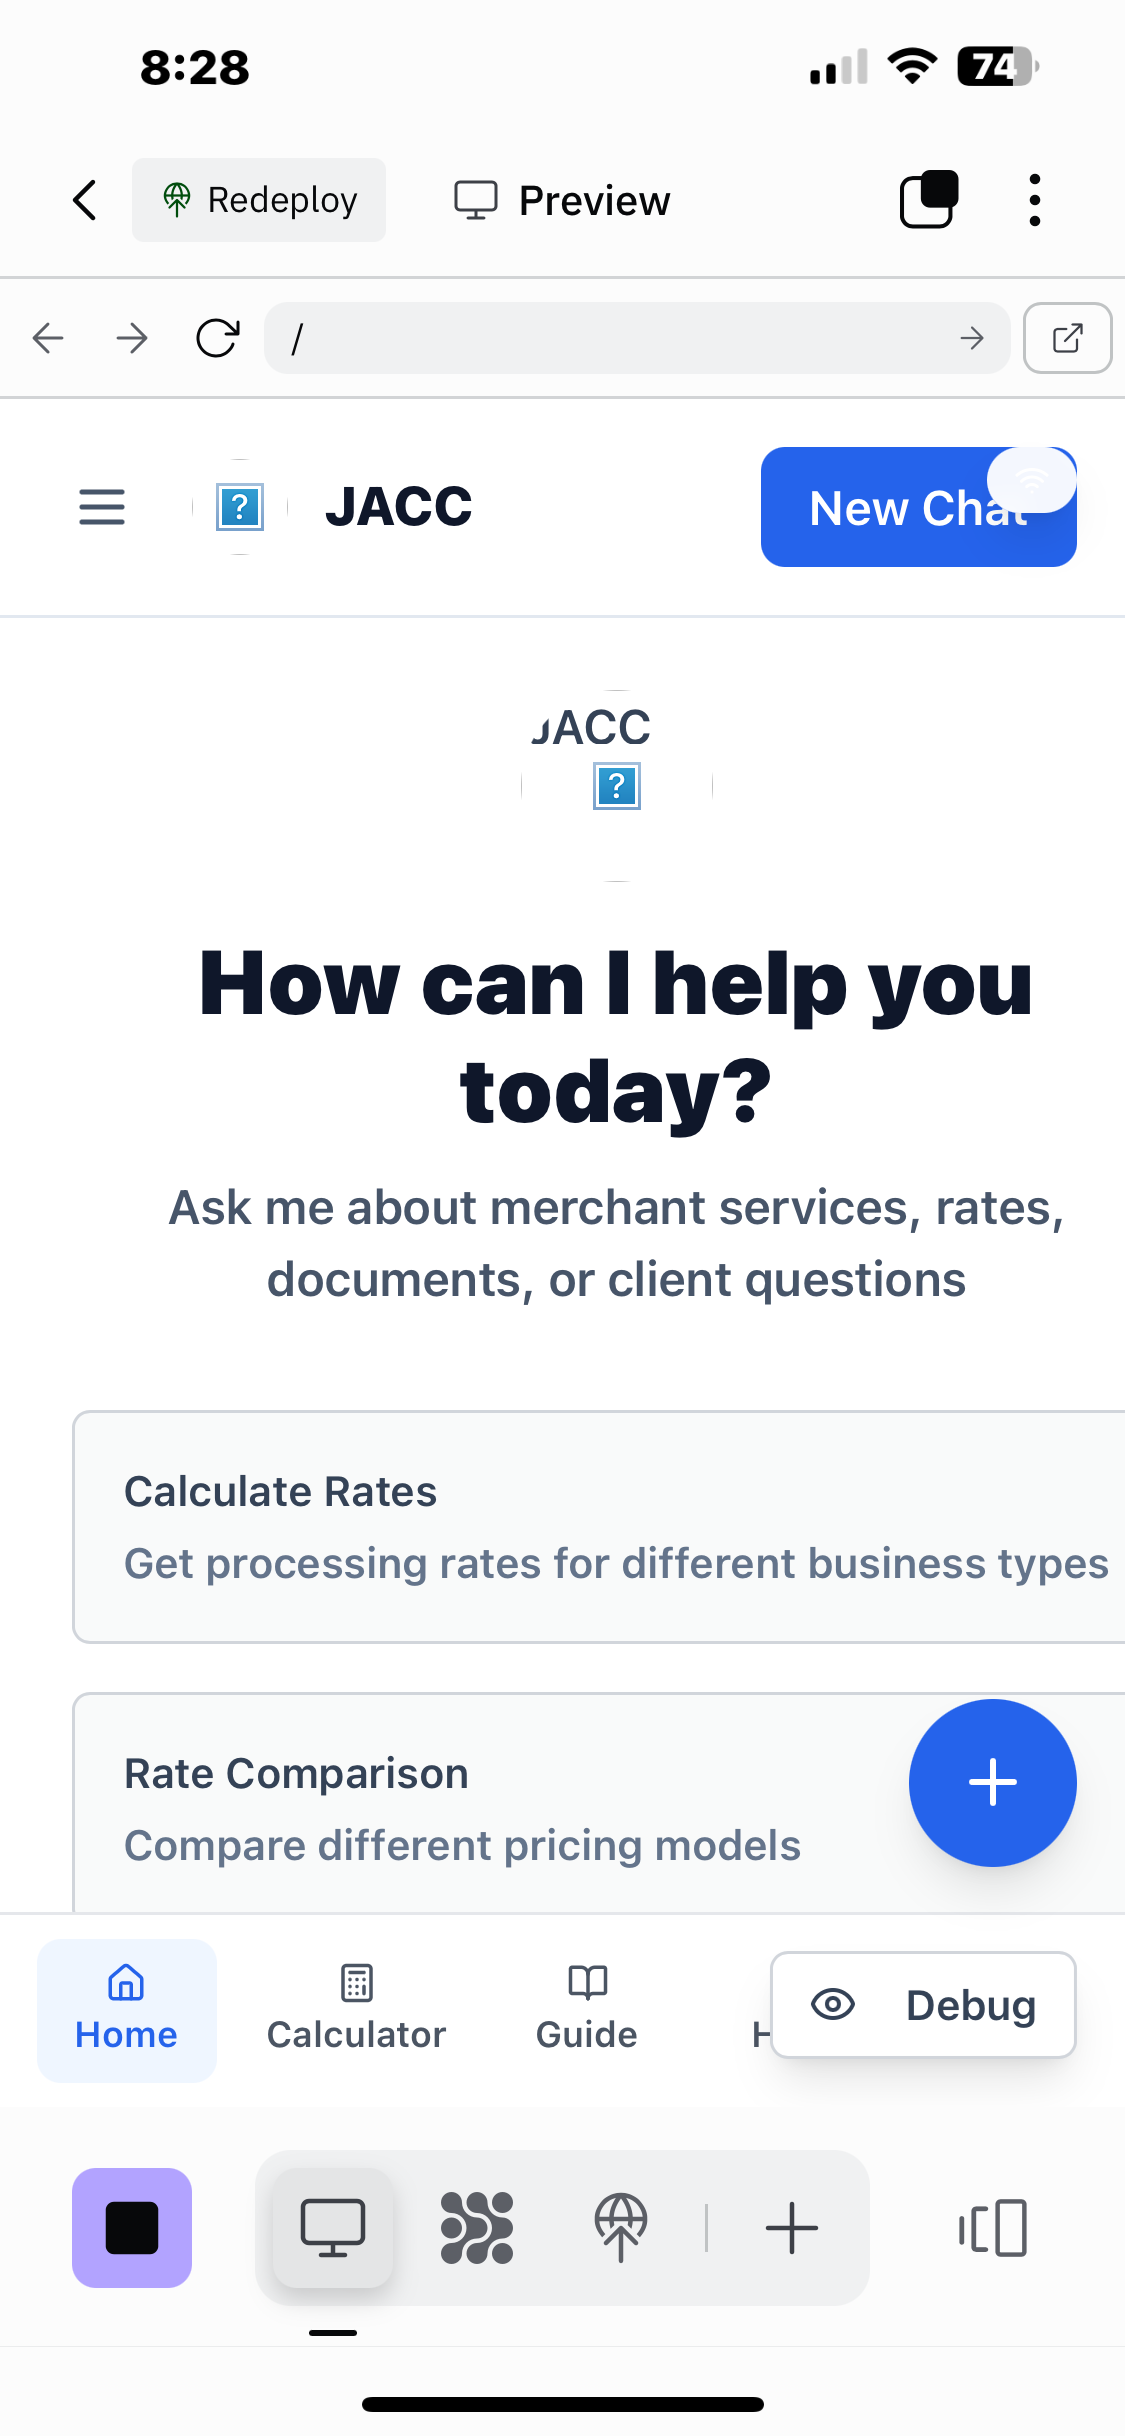 8:28
74
Redeploy
Preview
/
JACC
New Chat
JACC
How can I help you
today?
Ask me about merchant services, rates,
documents, or client questions
Calculate Rates
Get processing rates for different business types
Rate Comparison
Compare different pricing models
Home
Calculator
Guide
H
Debug